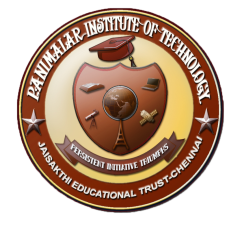 PANIMALAR INSTITUTE OF TECHNOLOGY
PERSISTENT INITIATIVE TRIUMPHS
JAISAKTHI EDUCATIONAL TRUST-CHENNAI